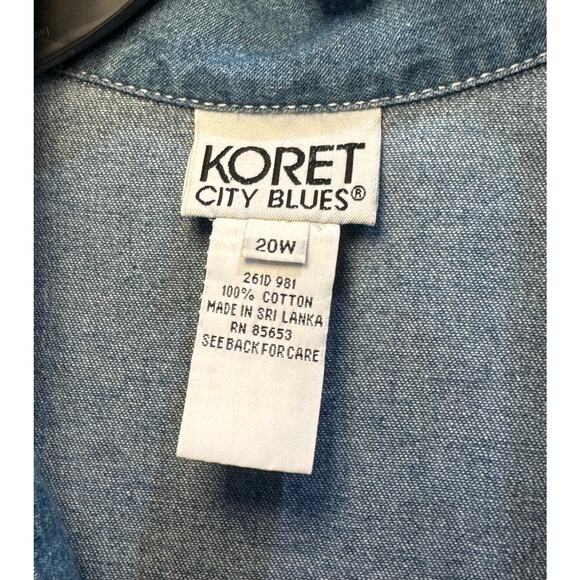 KORET
CITY BLUES®
20W
261D 981
100% COTTON
MADE IN SRI LANKA
RN 85653
SEE BACK FOR CARE